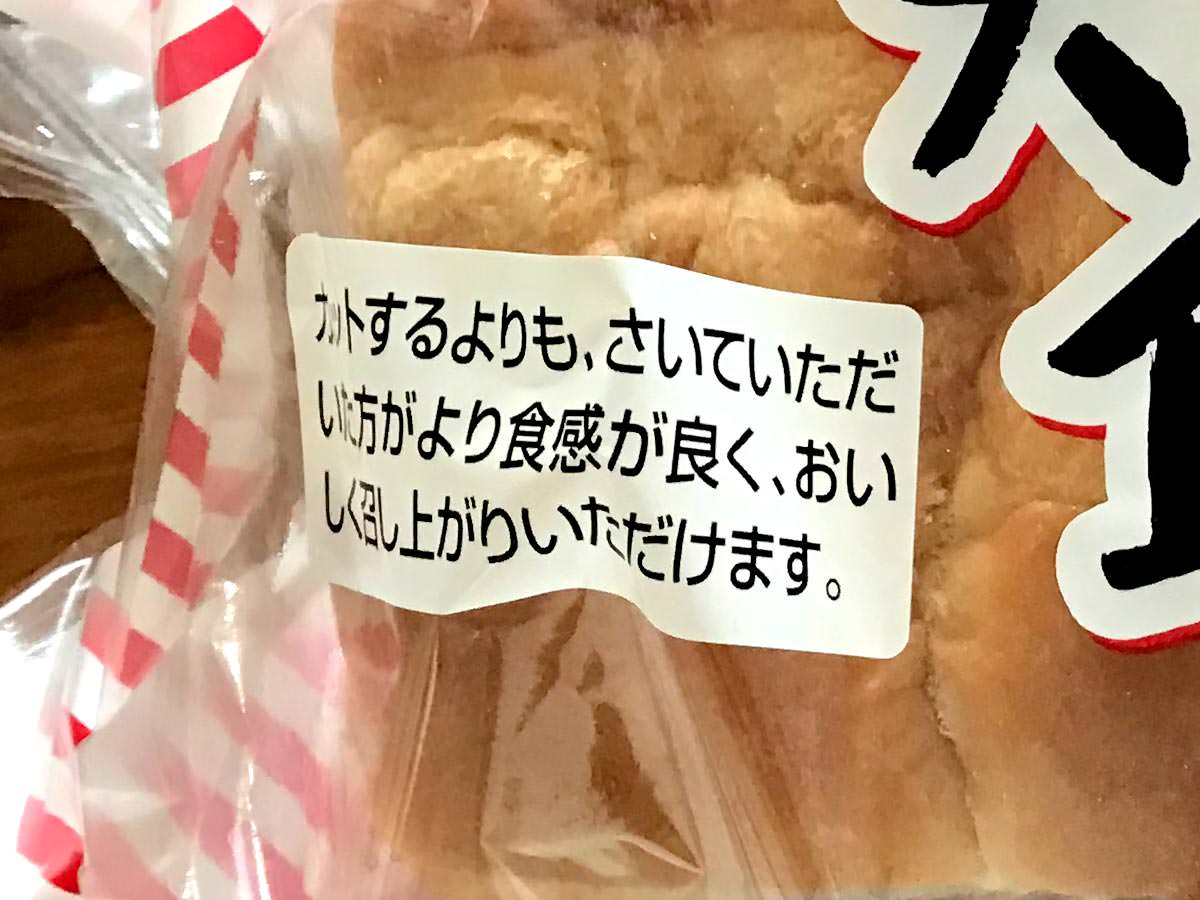 カットするよりも、さいていただ
いた方がより食感が良く、おい
しく召し上がりいただけます。